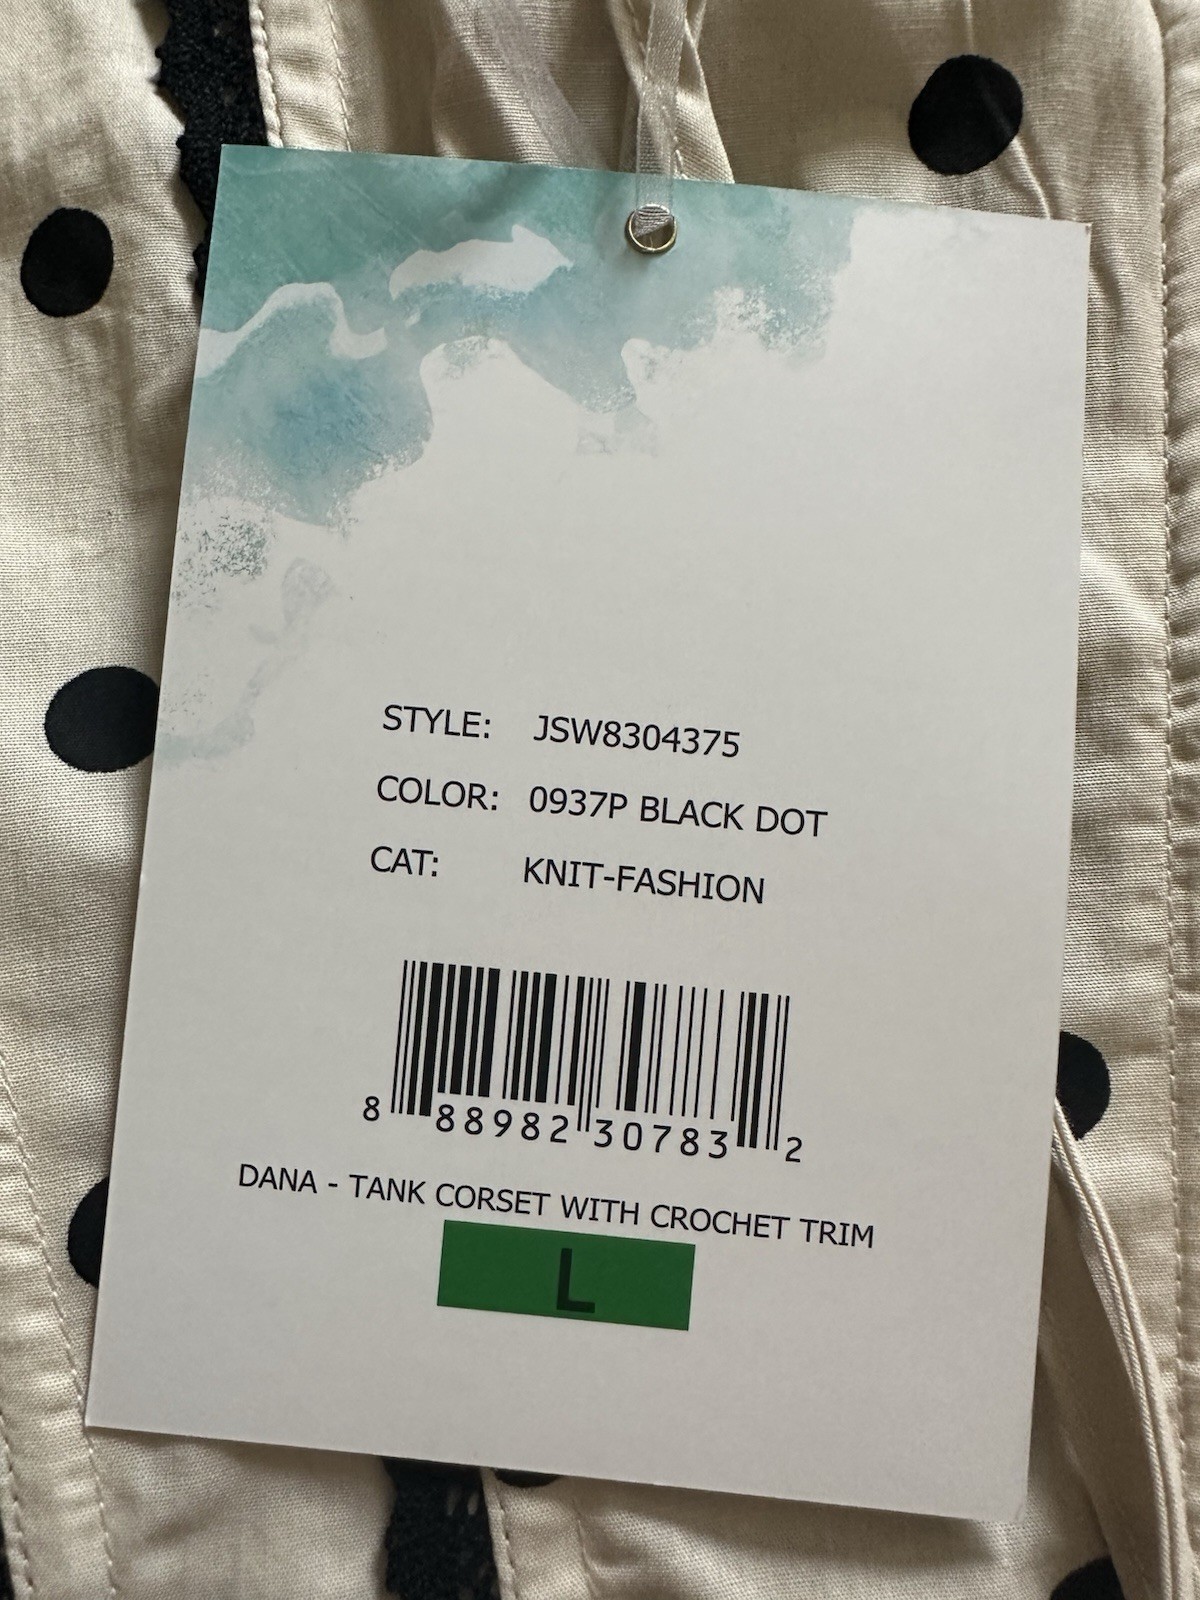 STYLE: JSW8304375
COLOR: 0937P BLACK DOT
CAT: KNIT-FASHION
8 88982 30783 2
DANA - TANK CORSET WITH CROCHET TRIM
L